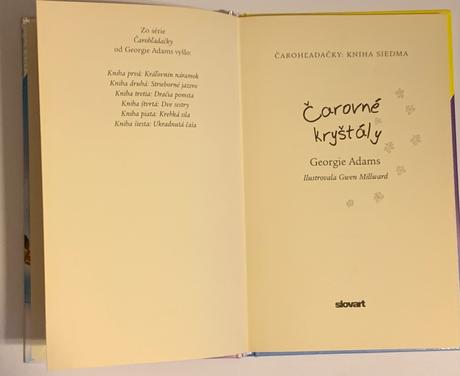 Zo série
Čarohľadačky
od Georgie Adams vyšlo:
Kniha prvá: Kráľovnin náramok
Kniha druhá: Strieborné jazero
Kniha tretia: Dračia pomsta
Kniha štvrtá: Dve sestry
Kniha piata: Krehká sila
Kniha šiesta: Ukradnutá čaša
ČAROHĽADAČKY: KNIHA SIEDMA
Čarovné
kryštály
Georgie Adams
Ilustrovala Gwen Millward
slovart